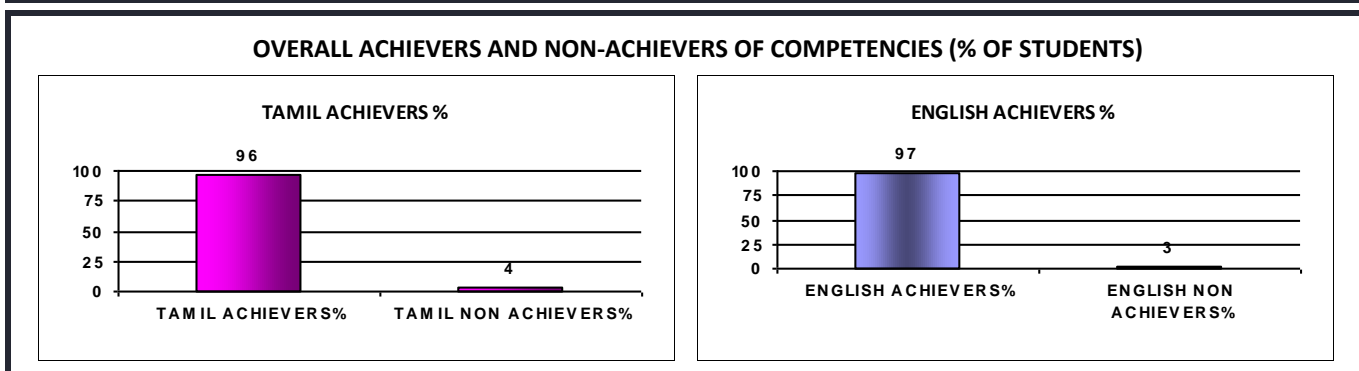 OVERALL ACHIEVERS AND NON-ACHIEVERS OF COMPETENCIES (% OF STUDENTS)
TAMIL ACHIEVERS %
96
100
75
50
25
0
4
TAMIL ACHIEVERS%
TAMIL NON ACHIEVERS%
ENGLISH ACHIEVERS %
97
100
75
50
25
0
3
ENGLISH ACHIEVERS%
ENGLISH NON
ACHIEVERS%